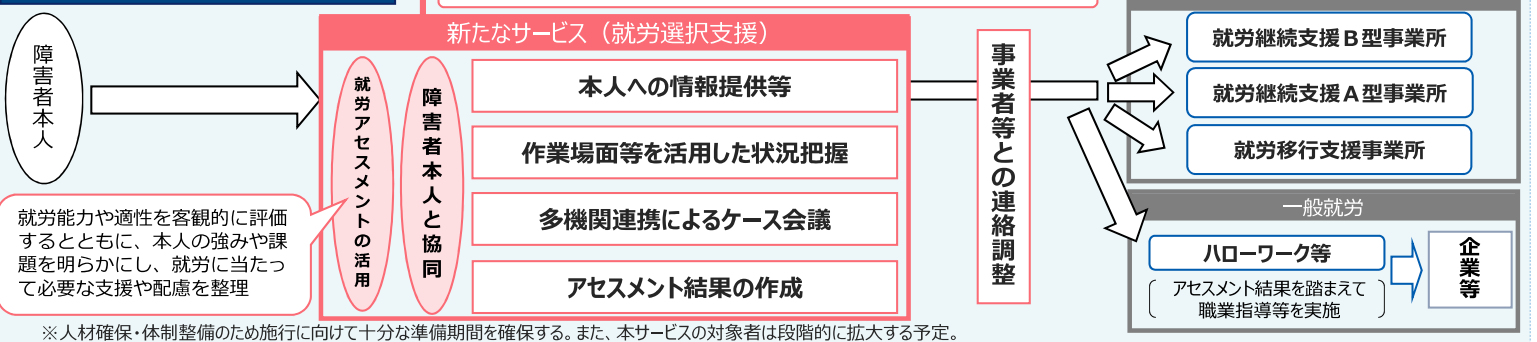 障害者本人
新たなサービス（就労選択支援）
就労アセスメントの活用
障害者本人と協同
本人への情報提供等
作業場面等を活用した状況把握
多機関連携によるケース会議
アセスメント結果の作成
就労能力や適性を客観的に評価
するとともに、本人の強みや課
題を明らかにし、就労に当たっ
て必要な支援や配慮を整理
事業者等との連絡調整
就労継続支援Ｂ型事業所
就労継続支援Ａ型事業所
就労移行支援事業所
一般就労
ハローワーク等
アセスメント結果を踏まえて
職業指導等を実施
企業等
※人材確保・体制整備のため施行に向けて十分な準備期間を確保する。また、本サービスの対象者は段階的に拡大する予定。